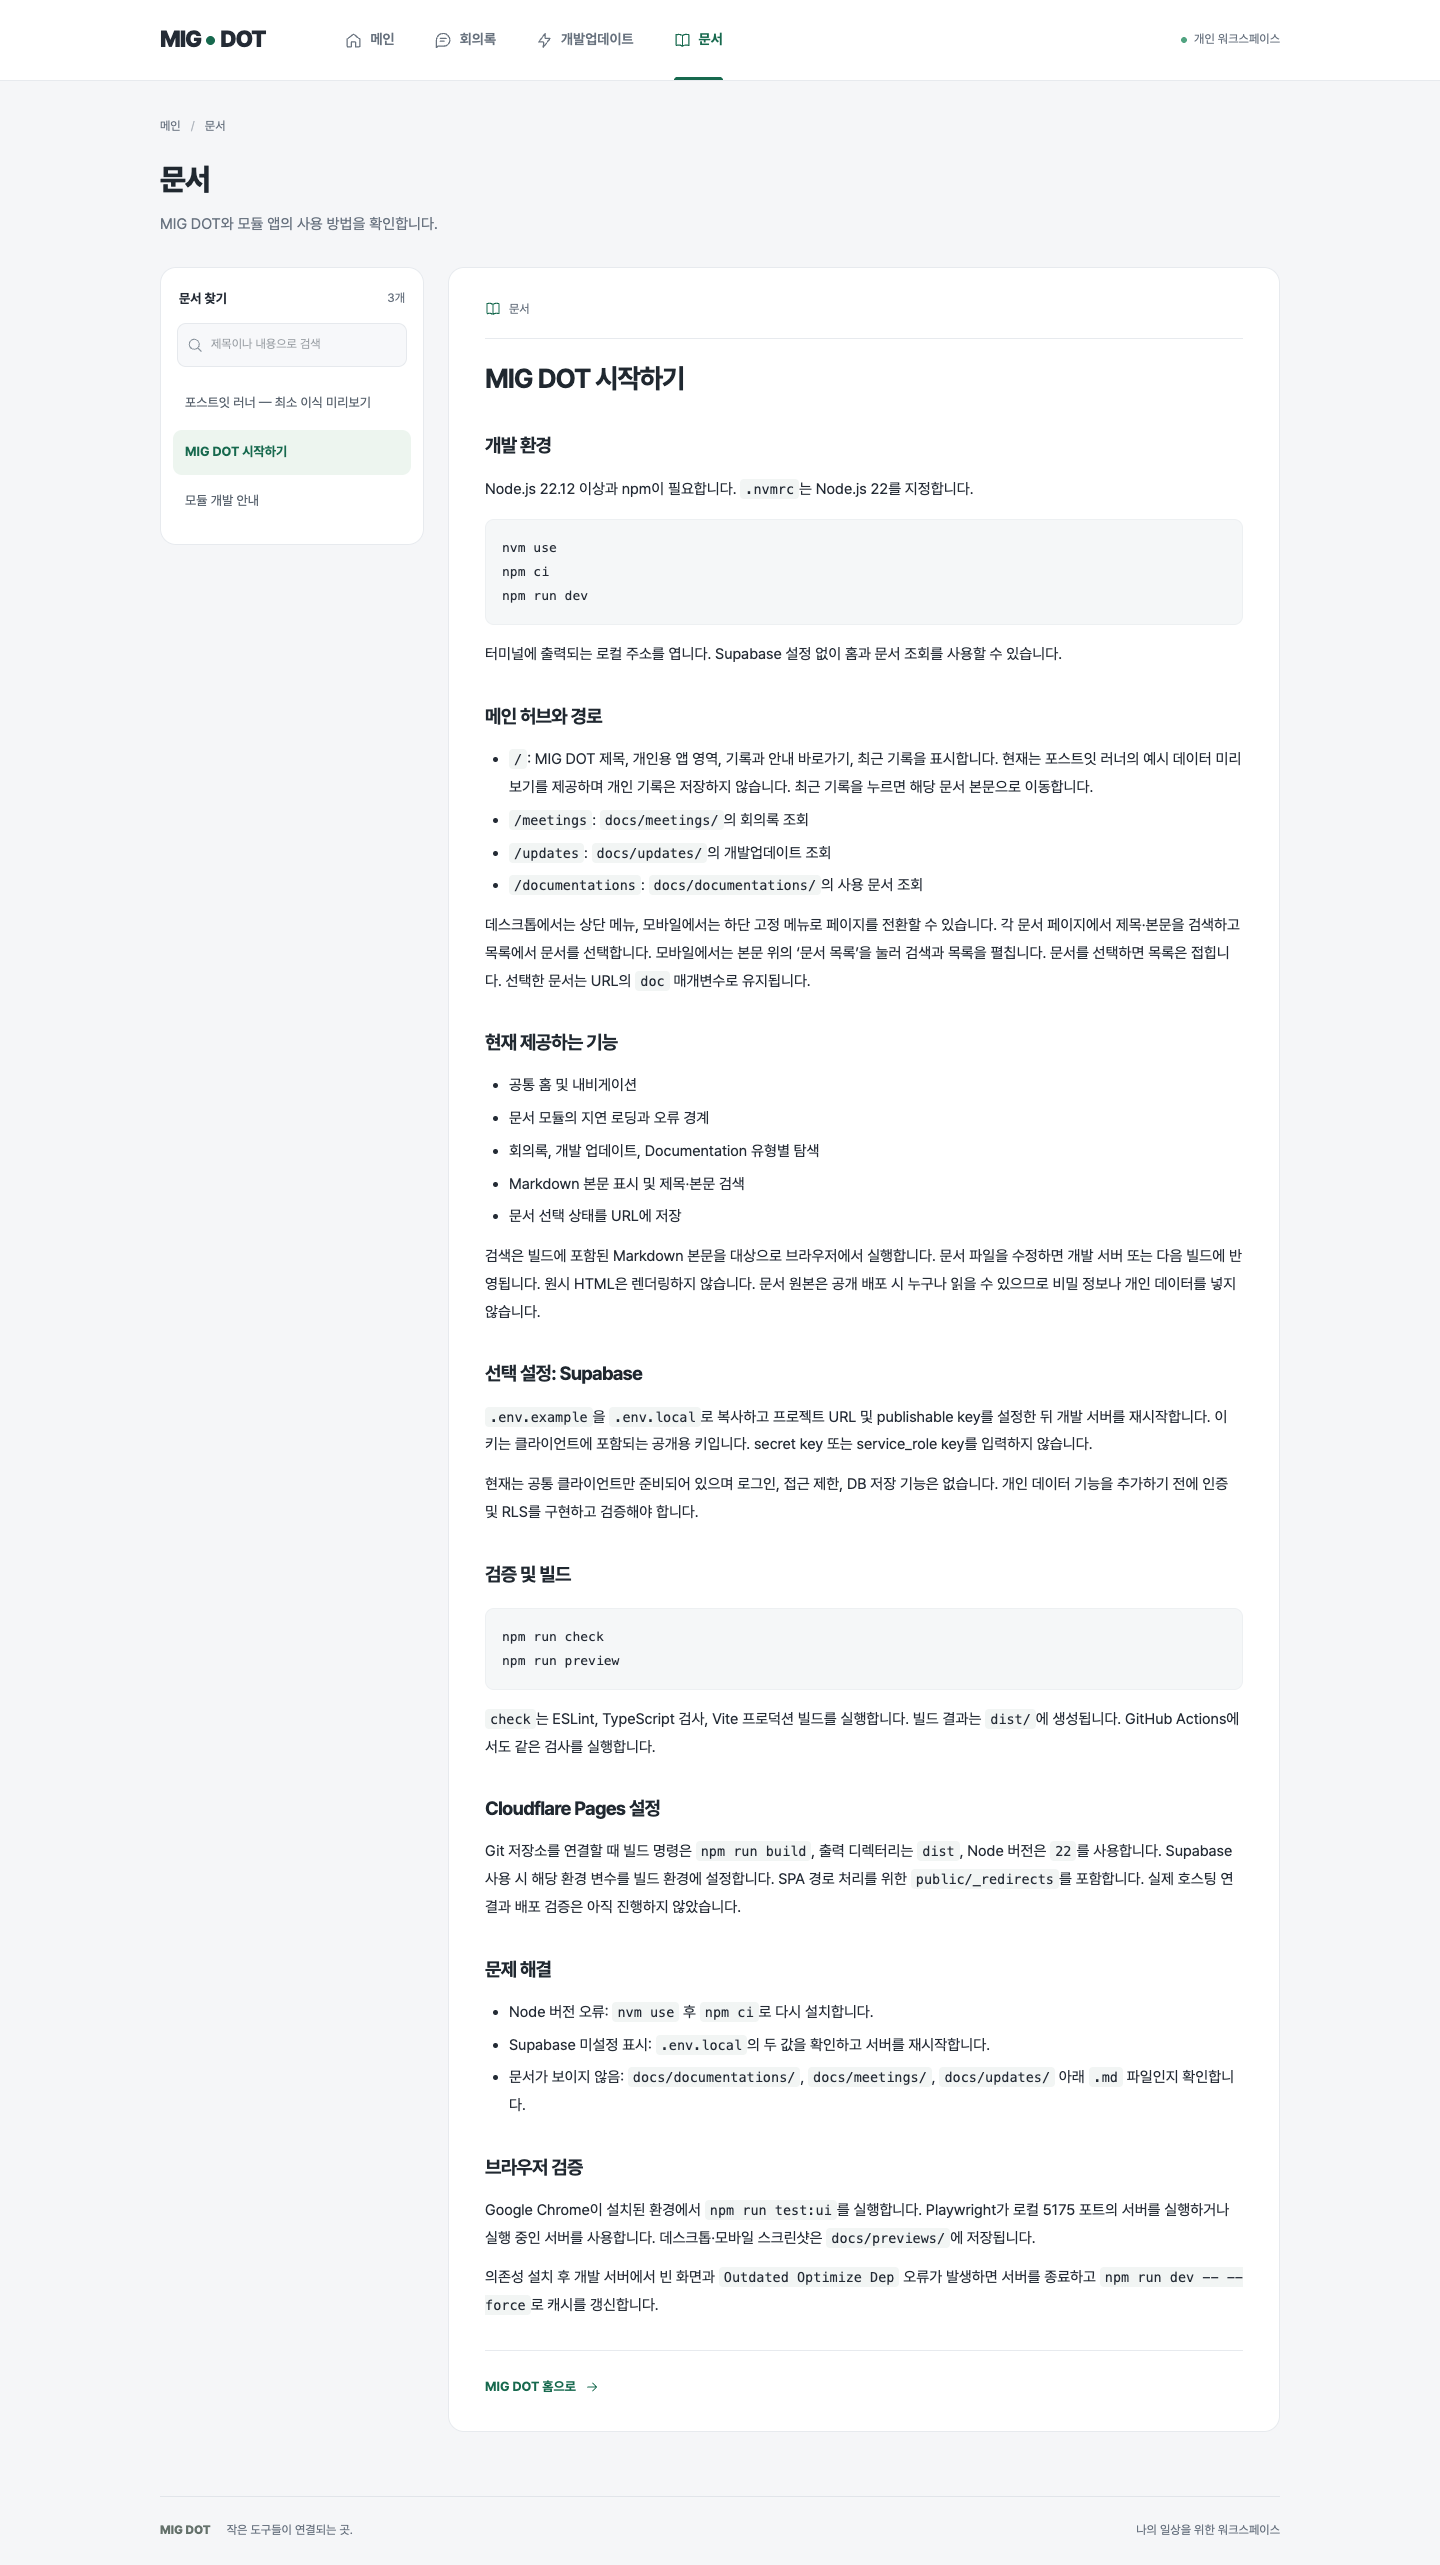 MIG DOT
메인
회의록
개발업데이트
문서
개인 워크스페이스
메인 / 문서
문서
MIG DOT와 모듈 앱의 사용 방법을 확인합니다.
문서 찾기
3개
제목이나 내용으로 검색
포스트잇 러너 — 최소 이식 미리보기
MIG DOT 시작하기
모듈 개발 안내
문서
MIG DOT 시작하기
개발 환경
Node.js 22.12 이상과 npm이 필요합니다. .nvmrc는 Node.js 22를 지정합니다.
nvm use
npm ci
npm run dev
터미널에 출력되는 로컬 주소를 엽니다. Supabase 설정 없이 홈과 문서 조회를 사용할 수 있습니다.
메인 허브와 경로
• /: MIG DOT 제목, 개인용 앱 영역, 기록과 안내 바로가기, 최근 기록을 표시합니다. 현재는 포스트잇 러너의 예시 데이터 미리
보기를 제공하며 개인 기록은 저장하지 않습니다. 최근 기록을 누르면 해당 문서 본문으로 이동합니다.
• /meetings: docs/meetings/의 회의록 조회
• /updates: docs/updates/의 개발업데이트 조회
• /documentations: docs/documentations/의 사용 문서 조회
데스크톱에서는 상단 메뉴, 모바일에서는 하단 고정 메뉴로 페이지를 전환할 수 있습니다. 각 문서 페이지에서 제목·본문을 검색하고
목록에서 문서를 선택합니다. 모바일에서는 본문 위의 ‘문서 목록’을 눌러 검색과 목록을 펼칩니다. 문서를 선택하면 목록은 접힙니
다. 선택한 문서는 URL의 doc 매개변수로 유지됩니다.
현재 제공하는 기능
• 공통 홈 및 내비게이션
• 문서 모듈의 지연 로딩과 오류 경계
• 회의록, 개발 업데이트, Documentation 유형별 탐색
• Markdown 본문 표시 및 제목·본문 검색
• 문서 선택 상태를 URL에 저장
검색은 빌드에 포함된 Markdown 본문을 대상으로 브라우저에서 실행합니다. 문서 파일을 수정하면 개발 서버 또는 다음 빌드에 반
영됩니다. 원시 HTML은 렌더링하지 않습니다. 문서 원본은 공개 배포 시 누구나 읽을 수 있으므로 비밀 정보나 개인 데이터를 넣지
않습니다.
선택 설정: Supabase
.env.example을 .env.local로 복사하고 프로젝트 URL 및 publishable key를 설정한 뒤 개발 서버를 재시작합니다. 이
키는 클라이언트에 포함되는 공개용 키입니다. secret key 또는 service_role key를 입력하지 않습니다.
현재는 공통 클라이언트만 준비되어 있으며 로그인, 접근 제한, DB 저장 기능은 없습니다. 개인 데이터 기능을 추가하기 전에 인증
및 RLS를 구현하고 검증해야 합니다.
검증 및 빌드
npm run check
npm run preview
check는 ESLint, TypeScript 검사, Vite 프로덕션 빌드를 실행합니다. 빌드 결과는 dist/에 생성됩니다. GitHub Actions에
서도 같은 검사를 실행합니다.
Cloudflare Pages 설정
Git 저장소를 연결할 때 빌드 명령은 npm run build, 출력 디렉터리는 dist, Node 버전은 22를 사용합니다. Supabase
사용 시 해당 환경 변수를 빌드 환경에 설정합니다. SPA 경로 처리를 위한 public/_redirects를 포함합니다. 실제 호스팅 연
결과 배포 검증은 아직 진행하지 않았습니다.
문제 해결
• Node 버전 오류: nvm use 후 npm ci로 다시 설치합니다.
• Supabase 미설정 표시: .env.local의 두 값을 확인하고 서버를 재시작합니다.
• 문서가 보이지 않음: docs/documentations/, docs/meetings/, docs/updates/ 아래 .md 파일인지 확인합니
다.
브라우저 검증
Google Chrome이 설치된 환경에서 npm run test:ui를 실행합니다. Playwright가 로컬 5175 포트의 서버를 실행하거나
실행 중인 서버를 사용합니다. 데스크톱·모바일 스크린샷은 docs/previews/에 저장됩니다.
의존성 설치 후 개발 서버에서 빈 화면과 Outdated Optimize Dep 오류가 발생하면 서버를 종료하고 npm run dev -- --
force로 캐시를 갱신합니다.
MIG DOT 홈으로 →
MIG DOT 작은 도구들이 연결되는 곳.
나의 일상을 위한 워크스페이스